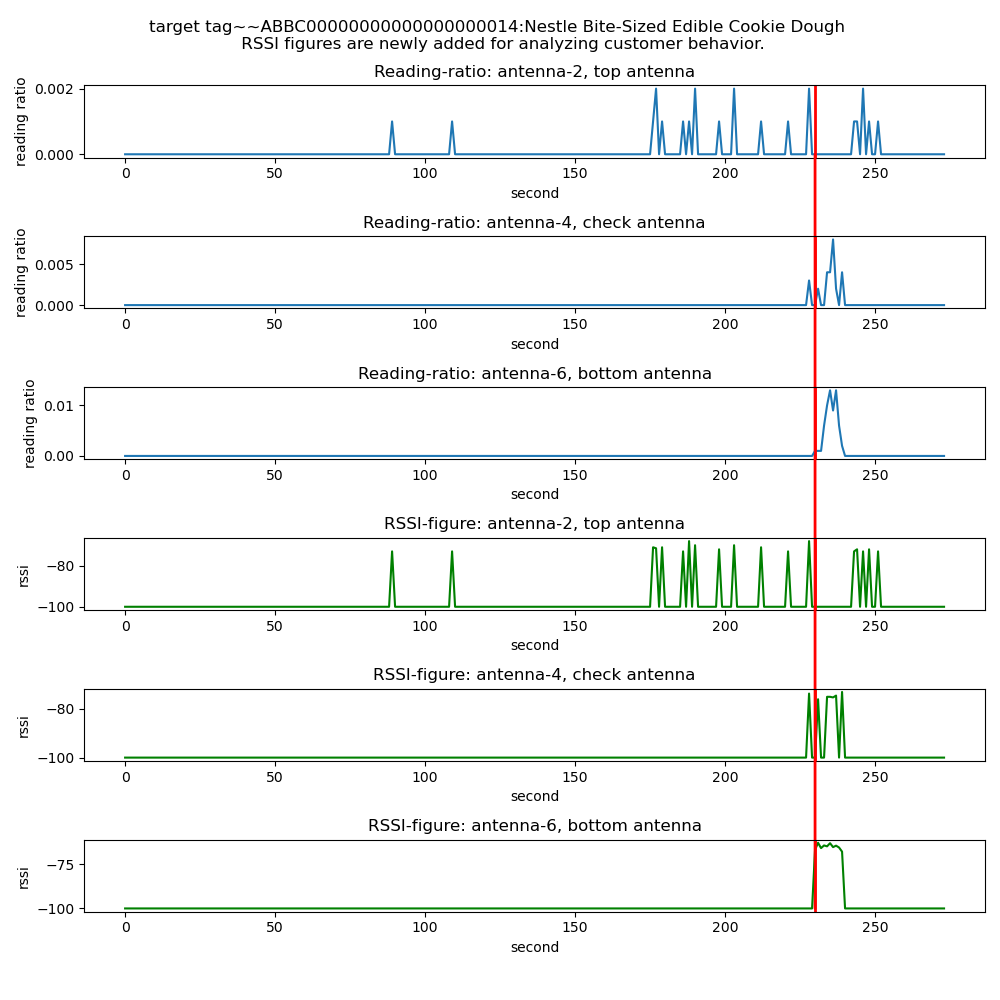 target tag~~ABBC00000000000000000014:Nestle Bite-Sized Edible Cookie Dough
RSSI figures are newly added for analyzing customer behavior.
Reading-ratio: antenna-2, top antenna
reading ratio
0.002
0.000
0 50 100 150 200 250
second
Reading-ratio: antenna-4, check antenna
reading ratio
0.005
0.000
0 50 100 150 200 250
second
Reading-ratio: antenna-6, bottom antenna
reading ratio
0.01
0.00
0 50 100 150 200 250
second
RSSI-figure: antenna-2, top antenna
rssi
−80
−100
0 50 100 150 200 250
second
RSSI-figure: antenna-4, check antenna
rssi
−80
−100
0 50 100 150 200 250
second
RSSI-figure: antenna-6, bottom antenna
rssi
−75
−100
0 50 100 150 200 250
second